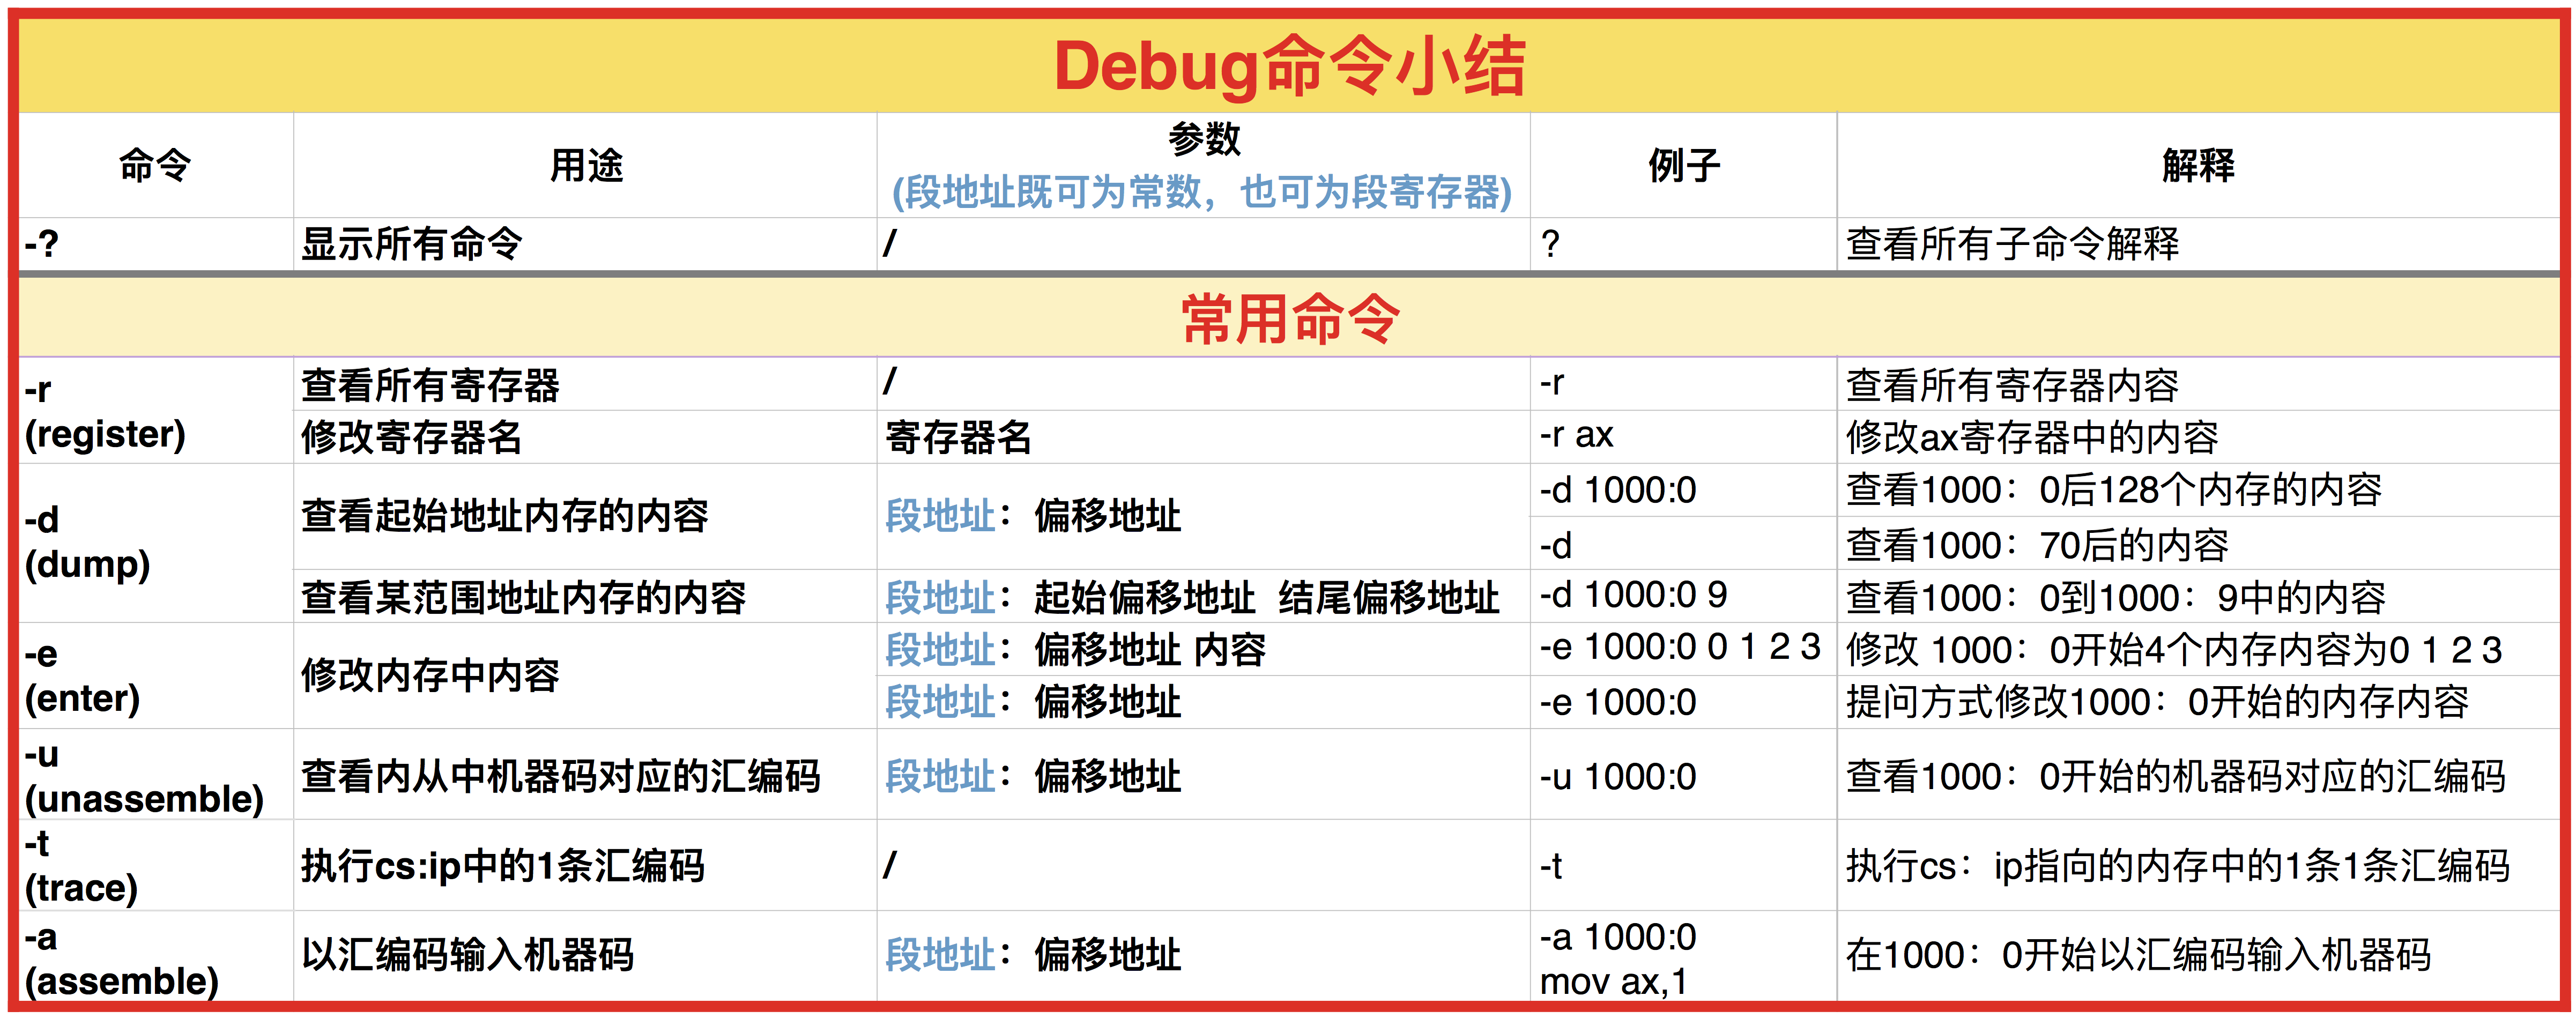 Debug命令小结
命令 用途 参数 例子 解释
(段地址既可为常数，也可为段寄存器)
-? 显示所有命令 / ? 查看所有子命令解释
常用命令
-r 查看所有寄存器 / -r 查看所有寄存器内容
(register) 修改寄存器名 寄存器名 -r ax 修改ax寄存器中的内容
-d 查看起始地址内存的内容 段地址：偏移地址 -d 1000:0 查看1000：0后128个内存的内容
(dump) -d 查看1000：70后的内容
查看某范围地址内存的内容 段地址：起始偏移地址 结尾偏移地址 -d 1000:0 9 查看1000：0到1000：9中的内容
-e 修改内存中内容 段地址：偏移地址 内容 -e 1000:0 0 1 2 3 修改 1000：0开始4个内存内容为0 1 2 3
(enter) 段地址：偏移地址 -e 1000:0 提问方式修改1000：0开始的内存内容
-u 查看内从中机器码对应的汇编码 段地址：偏移地址 -u 1000:0 查看1000：0开始的机器码对应的汇编码
(unassemble)
-t 执行cs:ip中的1条汇编码 / -t 执行cs：ip指向的内存中的1条1条汇编码
(trace)
-a 以汇编码输入机器码 段地址：偏移地址 -a 1000:0 在1000：0开始以汇编码输入机器码
(assemble) mov ax,1